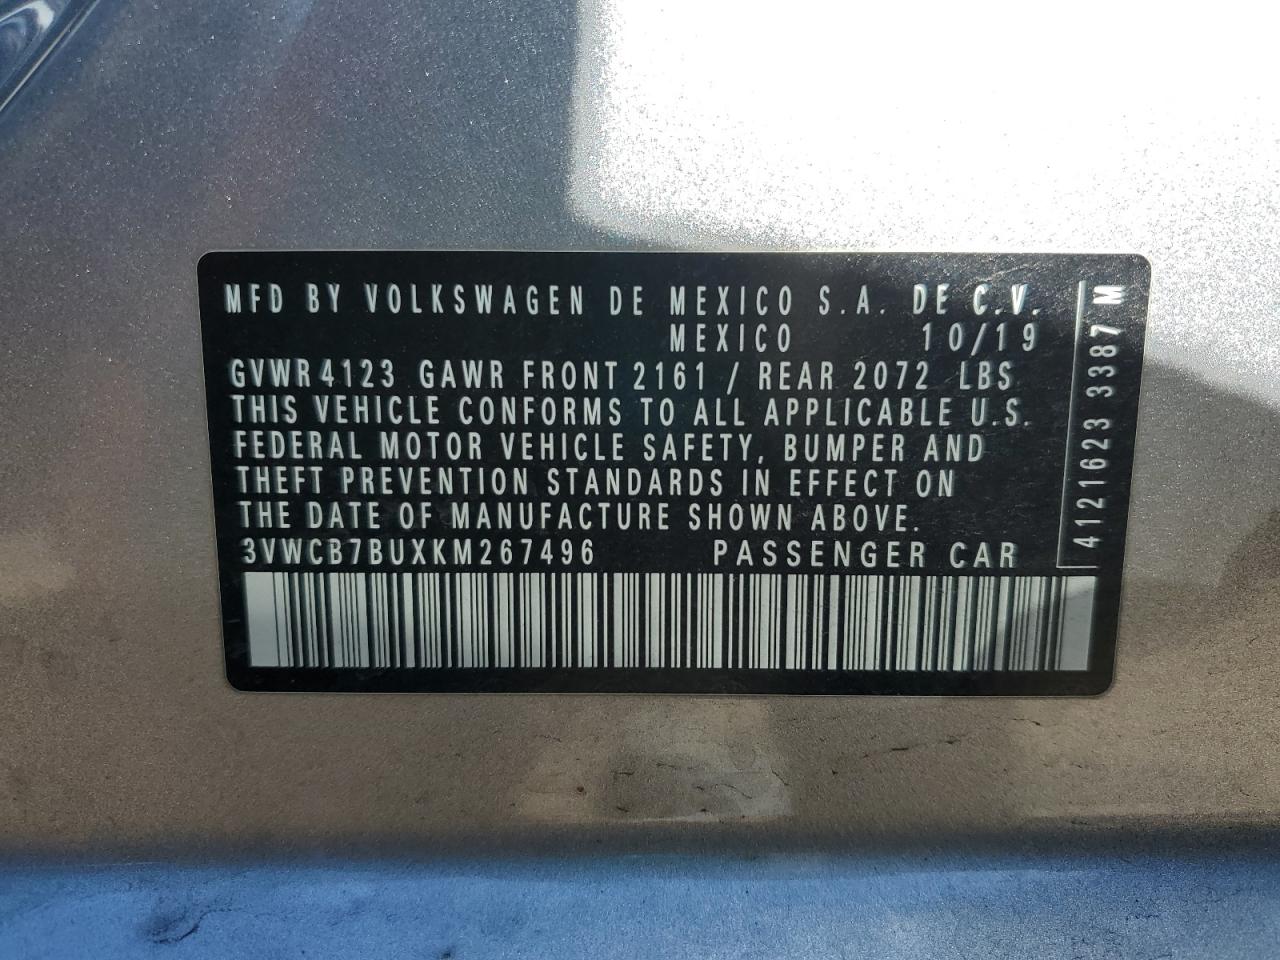 MFD BY VOLKSWAGEN DE MEXICO S.A. DE C.V.
MEXICO 10/19
GVWR 4123 GAWR FRONT 2161 / REAR 2072 LBS
THIS VEHICLE CONFORMS TO ALL APPLICABLE U.S.
FEDERAL MOTOR VEHICLE SAFETY, BUMPER AND
THEFT PREVENTION STANDARDS IN EFFECT ON
THE DATE OF MANUFACTURE SHOWN ABOVE.
3VWCB7BUXKM267496 PASSENGER CAR
4121623 3387 M